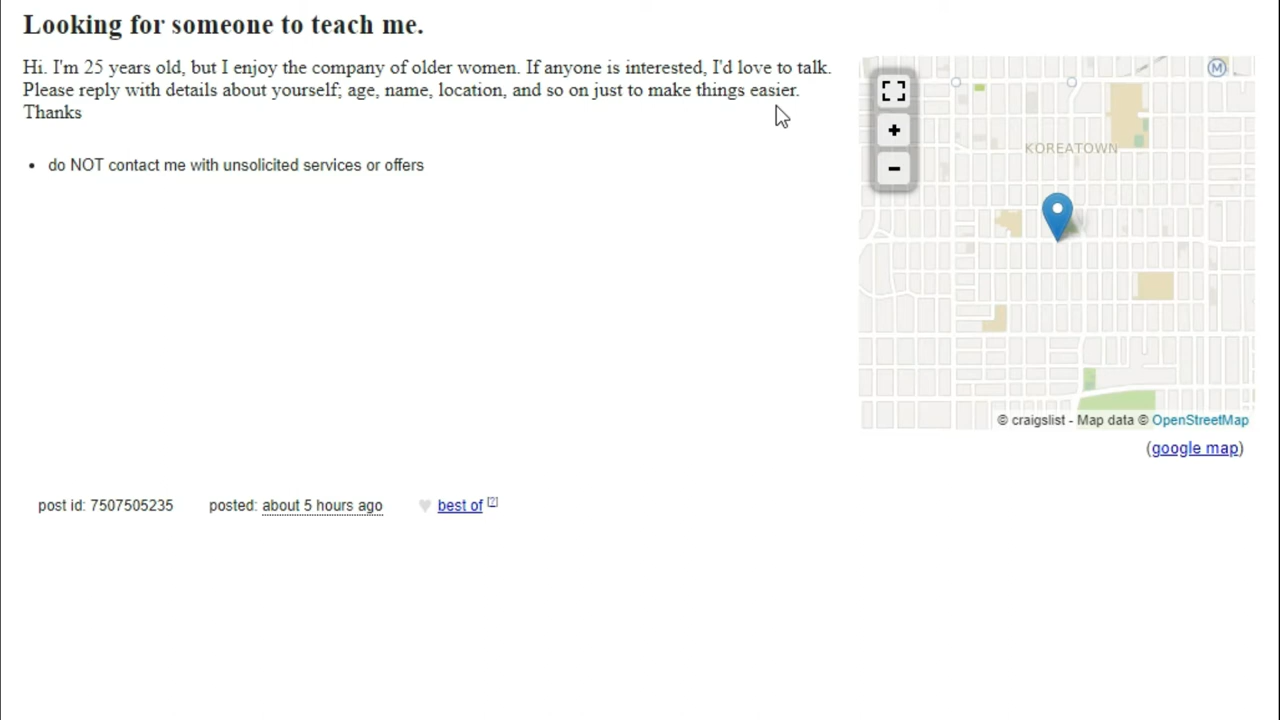 Looking for someone to teach me.
Hi. I'm 25 years old, but I enjoy the company of older women. If anyone is interested, I'd love to talk.
Please reply with details about yourself; age, name, location, and so on just to make things easier.
Thanks
• do NOT contact me with unsolicited services or offers
M
+
KOREATOWN
-
© craigslist - Map data © OpenStreetMap
(google map)
post id: 7507505235 posted: about 5 hours ago ♥ best of [?]